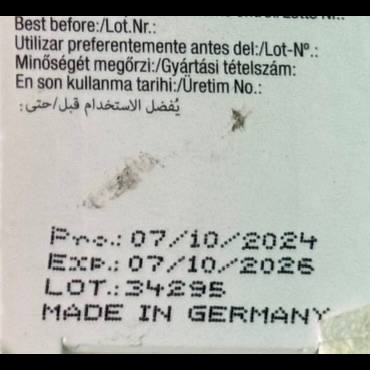 Best before:/Lot.Nr.:
Utilizar preferentemente antes del:/Lot-Nº.:
Minőségét megőrzi:/Gyártási tételszám:
En son kullanma tarihi:/Üretim No.:
يُفضل الاستخدام قبل/حتى:
Pro.: 07/10/2024
EXP.: 07/10/2026
LOT.: 34295
MADE IN GERMANY